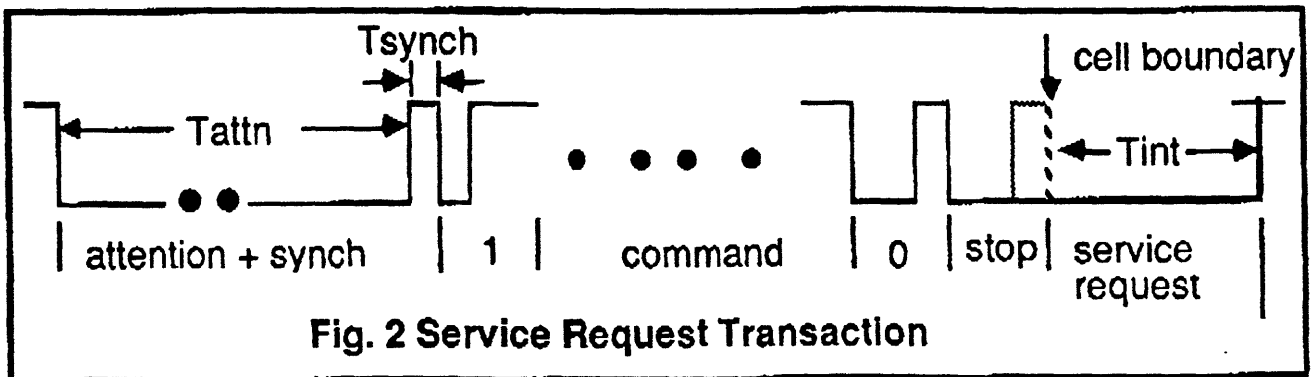 Tsynch
cell boundary
Tattn
Tint
attention + synch
1
command
0
stop
service
request
Fig. 2 Service Request Transaction